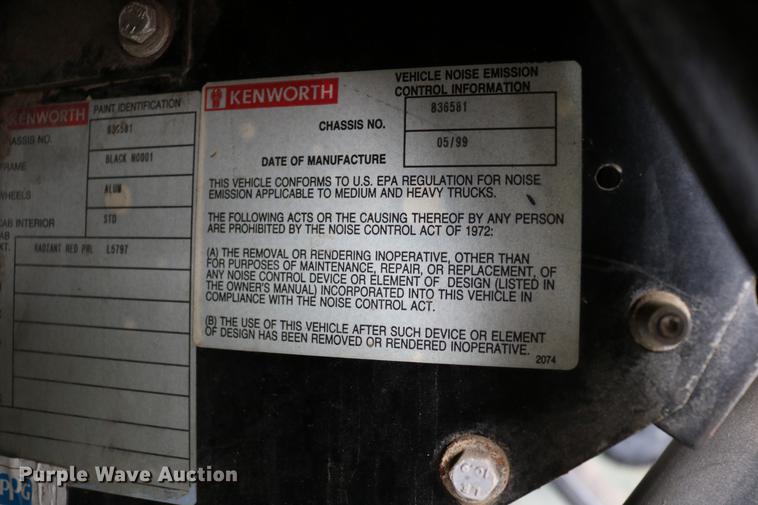 KENWORTH
PAINT IDENTIFICATION
CHASSIS NO.
836581
FRAME
BLACK N0001
WHEELS
ALUM
CAB INTERIOR
STD
CAB
EXT.
RADIANT RED PRL L5797
PPG
KENWORTH
VEHICLE NOISE EMISSION
CONTROL INFORMATION
CHASSIS NO.
836581
DATE OF MANUFACTURE
05/99
THIS VEHICLE CONFORMS TO U.S. EPA REGULATION FOR NOISE
EMISSION APPLICABLE TO MEDIUM AND HEAVY TRUCKS.
THE FOLLOWING ACTS OR THE CAUSING THEREOF BY ANY PERSON
ARE PROHIBITED BY THE NOISE CONTROL ACT OF 1972:
(A) THE REMOVAL OR RENDERING INOPERATIVE, OTHER THAN
FOR PURPOSES OF MAINTENANCE, REPAIR, OR REPLACEMENT, OF
ANY NOISE CONTROL DEVICE OR ELEMENT OF DESIGN (LISTED IN
THE OWNER'S MANUAL) INCORPORATED INTO THIS VEHICLE IN
COMPLIANCE WITH THE NOISE CONTROL ACT.
(B) THE USE OF THIS VEHICLE AFTER SUCH DEVICE OR ELEMENT
OF DESIGN HAS BEEN REMOVED OR RENDERED INOPERATIVE.
2074
Purple Wave Auction